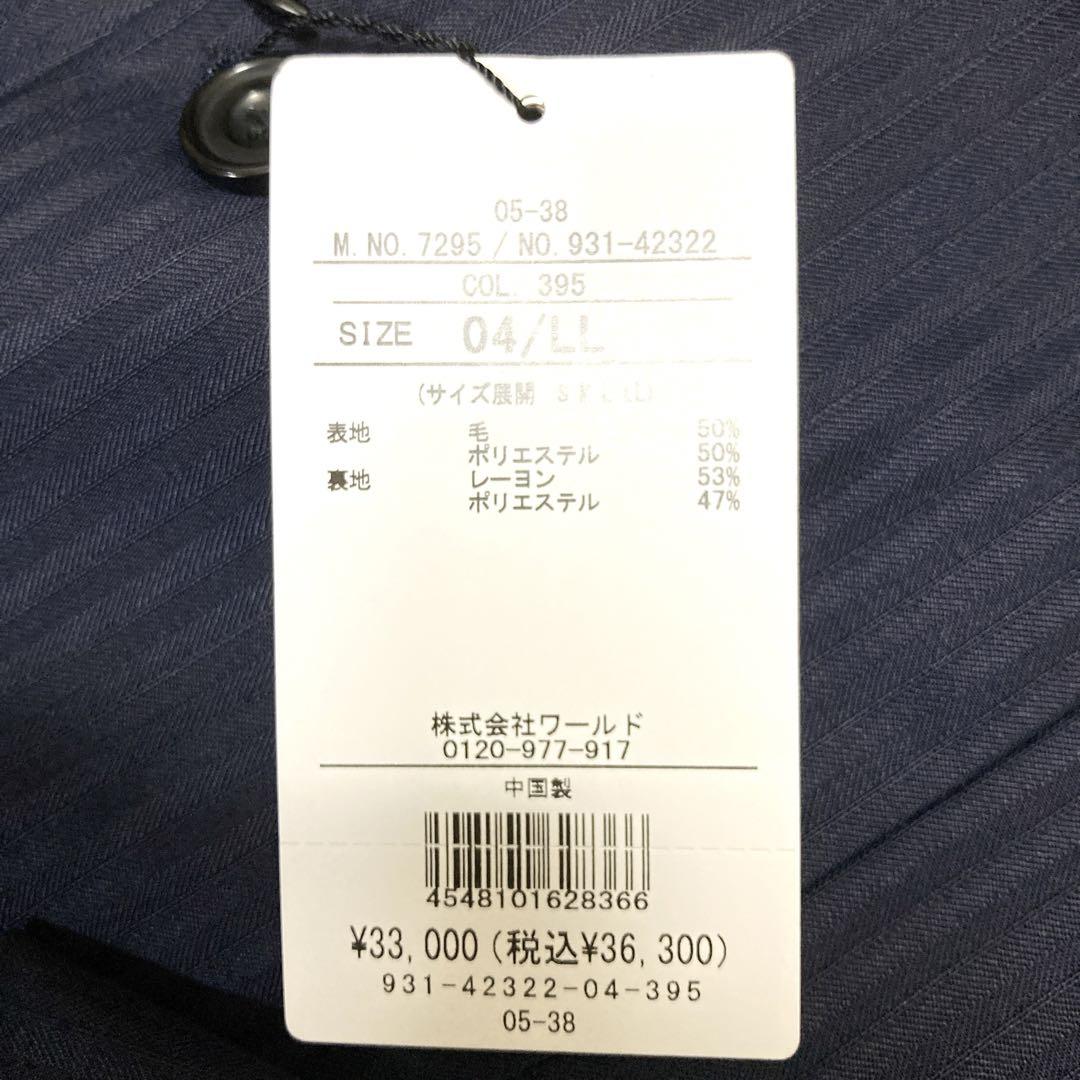 05-38
M. NO. 7295 / NO. 931-42322
COL. 395
SIZE 04/LL
(サイズ展開 S M L LL)
表地 毛 50%
ポリエステル 50%
裏地 レーヨン 53%
ポリエステル 47%
株式会社ワールド
0120-977-917
中国製
4548101628366
¥33,000(税込¥36,300)
931-42322-04-395
05-38